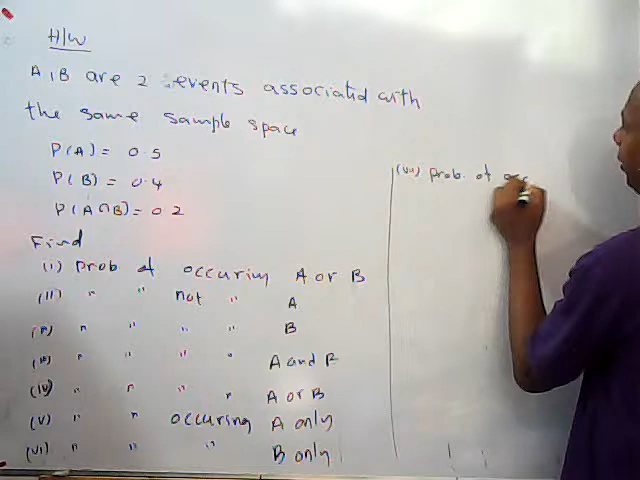 H/W
A,B are 2 events associated with
the same sample space
P(A) = 0.5
P(B) = 0.4
P(A∩B) = 0.2
Find
(i) prob of occuring A or B
(ii) " " not " A
(iii) " " " " B
(iv) " " " " A and B
(iv) " " " " A or B
(v) " " occuring A only
(vi) " " " B only
(vii) prob. of occ